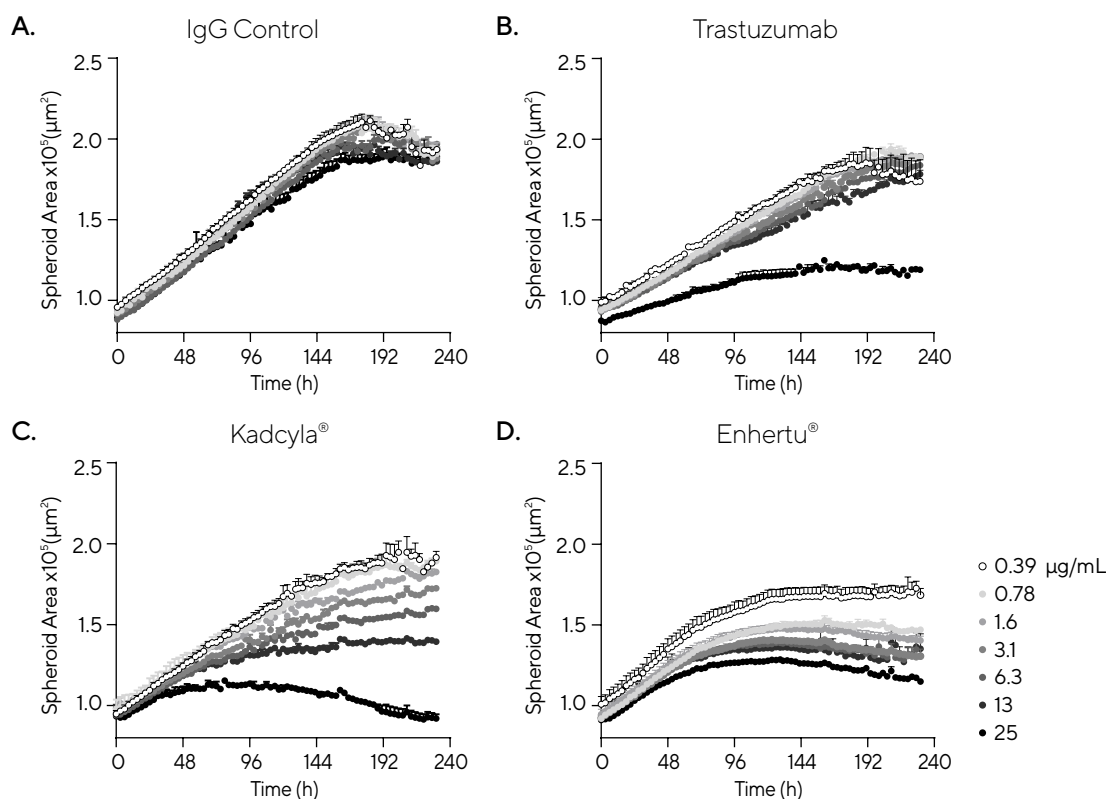 A.
IgG Control
Spheroid Area x10⁵(µm²)
2.5
2.0
1.5
1.0
0 48 96 144 192 240
Time (h)
B.
Trastuzumab
Spheroid Area x10⁵(µm²)
2.5
2.0
1.5
1.0
0 48 96 144 192 240
Time (h)
C.
Kadcyla®
Spheroid Area x10⁵(µm²)
2.5
2.0
1.5
1.0
0 48 96 144 192 240
Time (h)
D.
Enhertu®
Spheroid Area x10⁵(µm²)
2.5
2.0
1.5
1.0
0 48 96 144 192 240
Time (h)
0.39 µg/mL
0.78
1.6
3.1
6.3
13
25